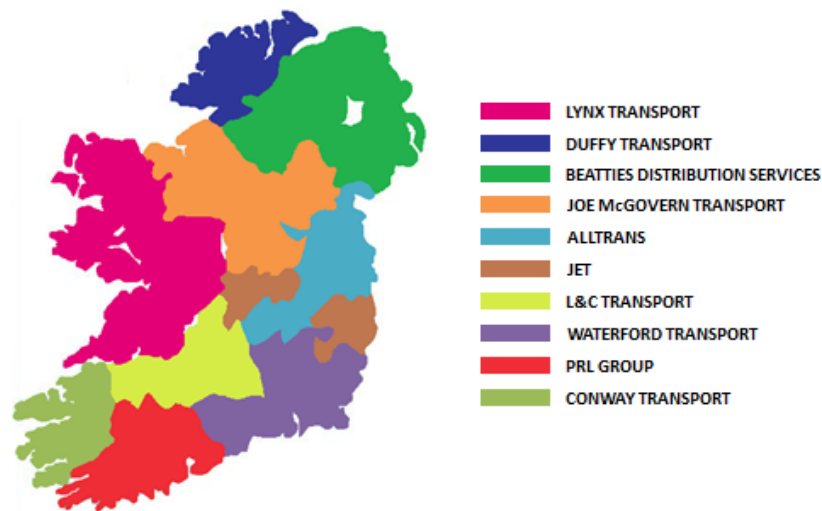 LYNX TRANSPORT
DUFFY TRANSPORT
BEATTIES DISTRIBUTION SERVICES
JOE McGOVERN TRANSPORT
ALLTRANS
JET
L&C TRANSPORT
WATERFORD TRANSPORT
PRL GROUP
CONWAY TRANSPORT